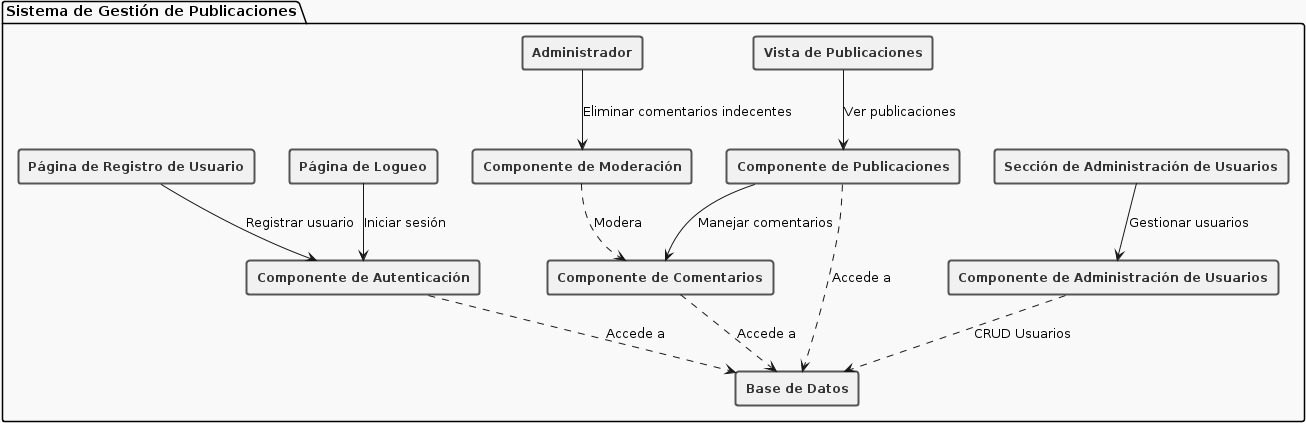 Sistema de Gestión de Publicaciones
Administrador
Vista de Publicaciones
Eliminar comentarios indecentes
Ver publicaciones
Página de Registro de Usuario
Página de Logueo
Componente de Moderación
Componente de Publicaciones
Sección de Administración de Usuarios
Registrar usuario
Iniciar sesión
Modera
Manejar comentarios
Gestionar usuarios
Componente de Autenticación
Componente de Comentarios
Accede a
Componente de Administración de Usuarios
Accede a
Accede a
CRUD Usuarios
Base de Datos